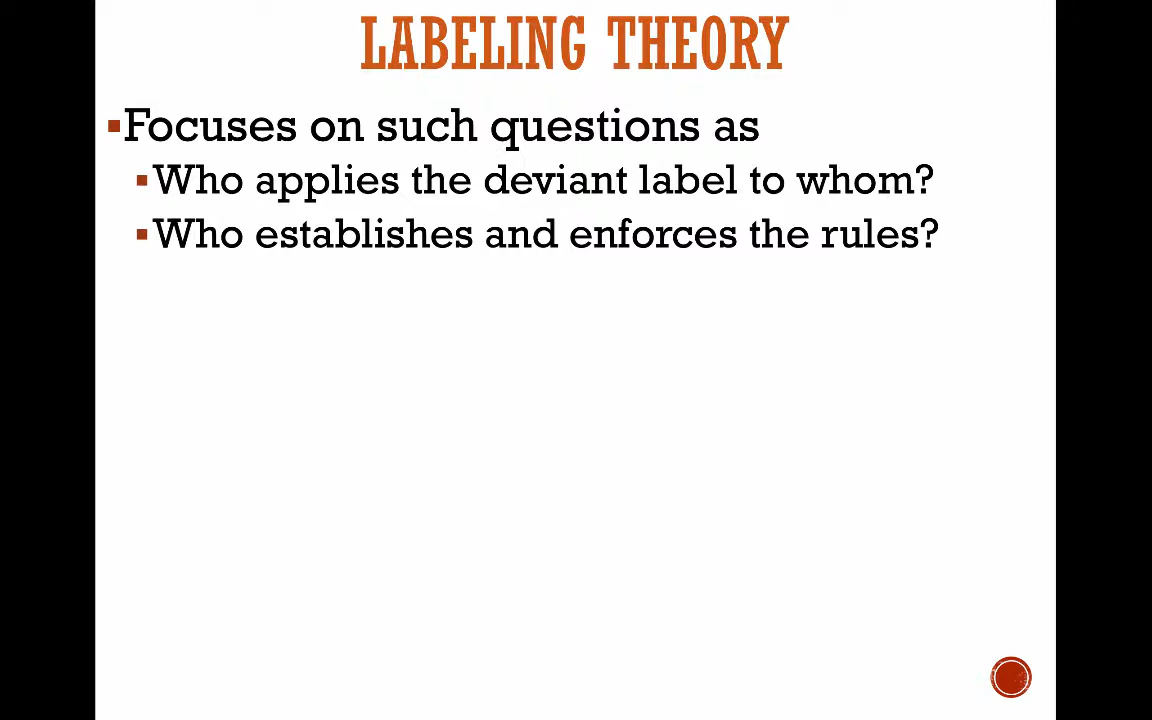 LABELING THEORY
▪Focuses on such questions as
▪Who applies the deviant label to whom?
▪Who establishes and enforces the rules?